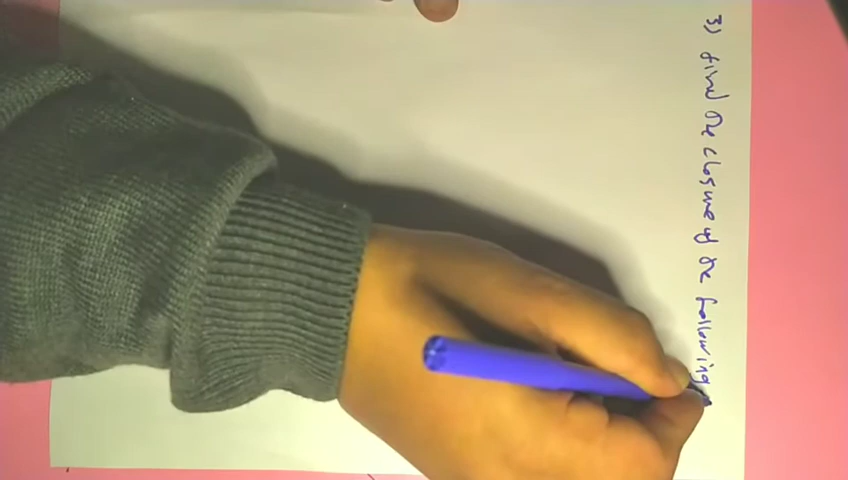 3) find the closure of the following